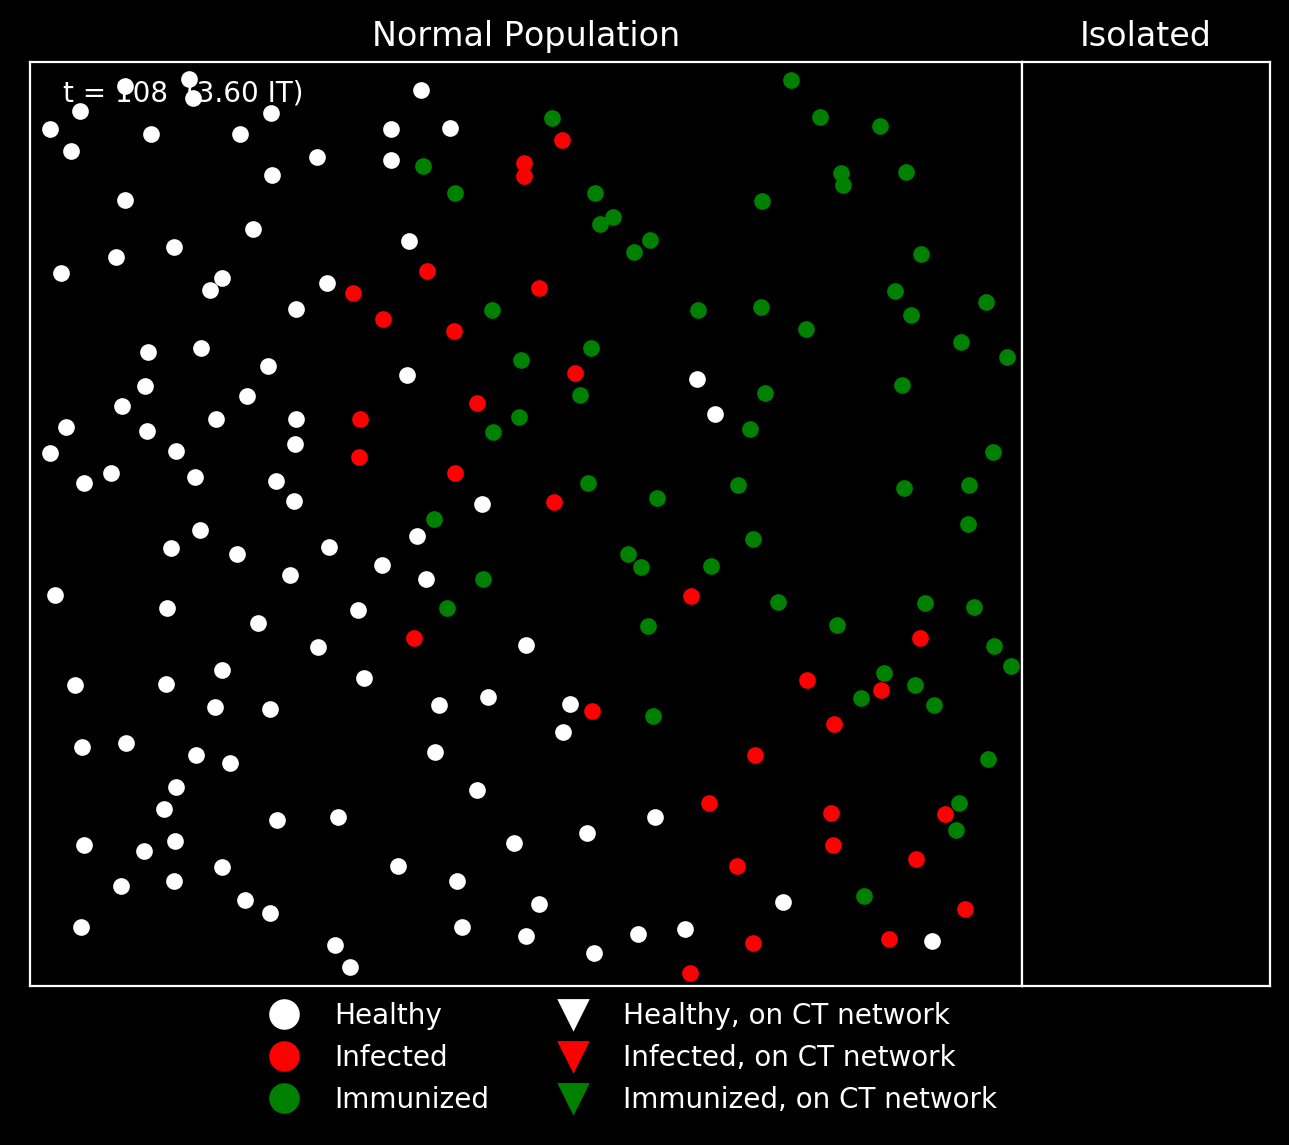 Normal Population
Isolated
t = 108 (3.60 IT)
Healthy
Infected
Immunized
Healthy, on CT network
Infected, on CT network
Immunized, on CT network